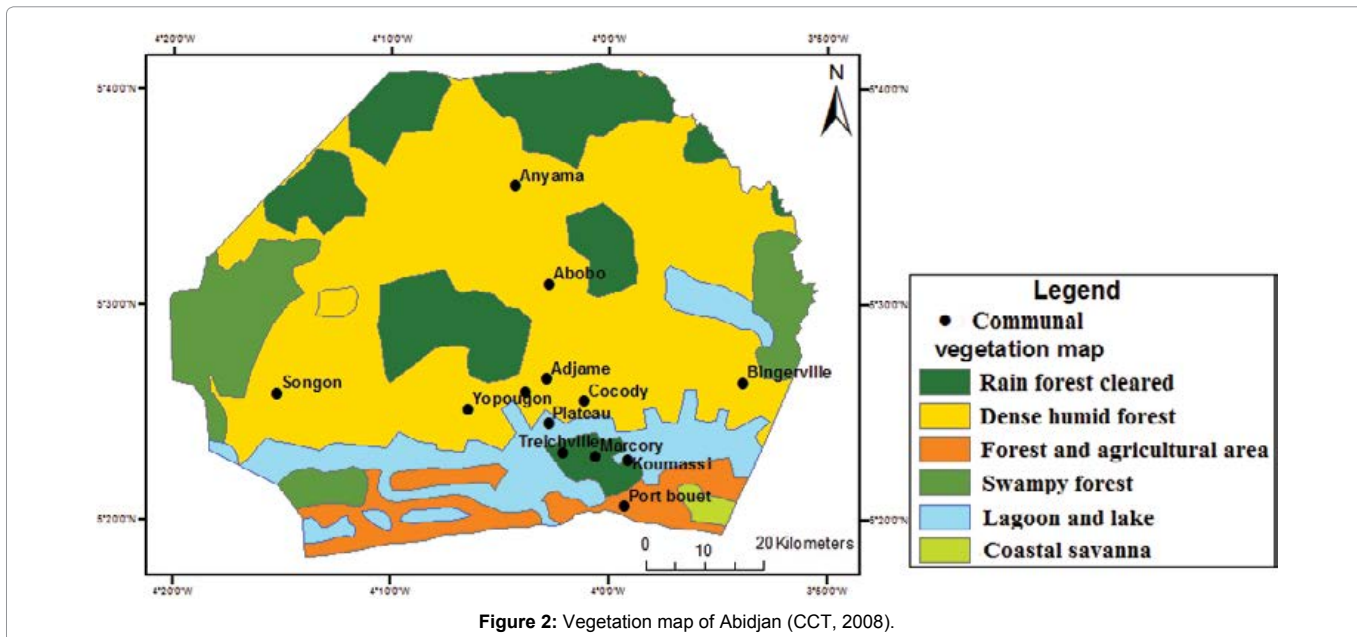 4°20'0"W 4°10'0"W 4°0'0"W 3°50'0"W
N
5°40'0"N 5°40'0"N
Anyama
Abobo
5°30'0"N 5°30'0"N
Adjame
Bingerville
Songon
Yopougon
Cocody
Plateau
Treichville
Marcory
Koumassi
Port bouet
5°20'0"N 5°20'0"N
0 10 20 Kilometers
4°20'0"W 4°10'0"W 4°0'0"W 3°50'0"W
Legend
Communal
vegetation map
Rain forest cleared
Dense humid forest
Forest and agricultural area
Swampy forest
Lagoon and lake
Coastal savanna
Figure 2: Vegetation map of Abidjan (CCT, 2008).